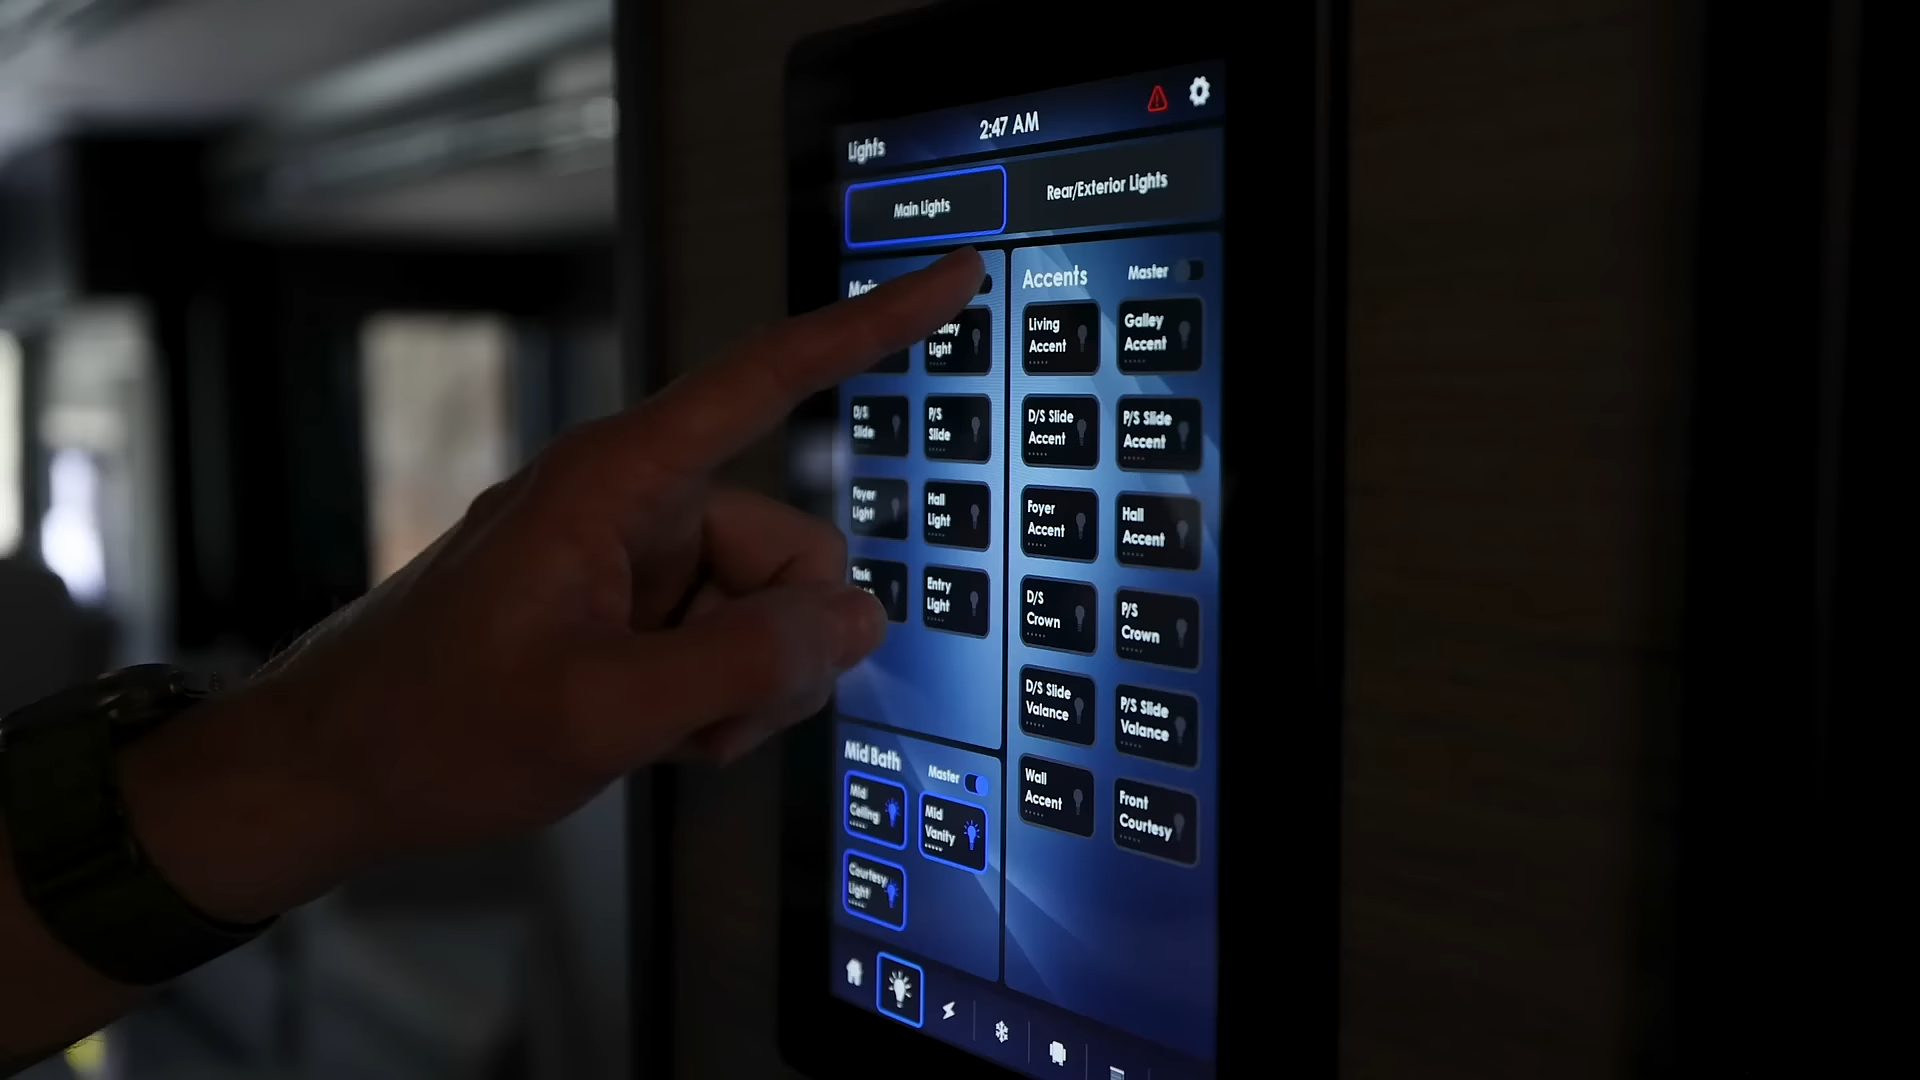 2:47 AM
Lights
Main Lights
Rear/Exterior Lights
Light
D/S
Slide
P/S
Slide
Foyer
Light
Hall
Light
Task
Entry
Light
Mid Bath
Master
Mid
Ceiling
Mid
Vanity
Courtesy
Light
Accents
Master
Living
Accent
Galley
Accent
D/S Slide
Accent
P/S Slide
Accent
Foyer
Accent
Hall
Accent
D/S
Crown
P/S
Crown
D/S Slide
Valance
P/S Slide
Valance
Wall
Accent
Front
Courtesy